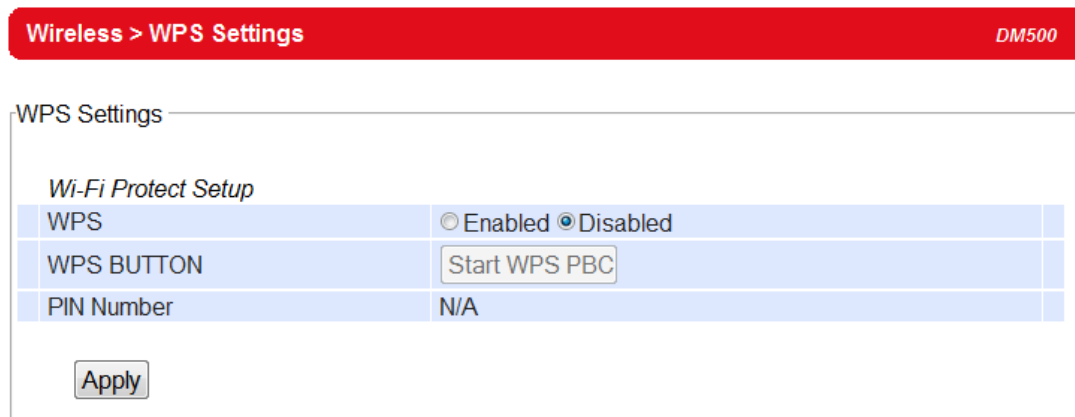 Wireless > WPS Settings DM500
WPS Settings
Wi-Fi Protect Setup
WPS Enabled Disabled
WPS BUTTON Start WPS PBC
PIN Number N/A
Apply